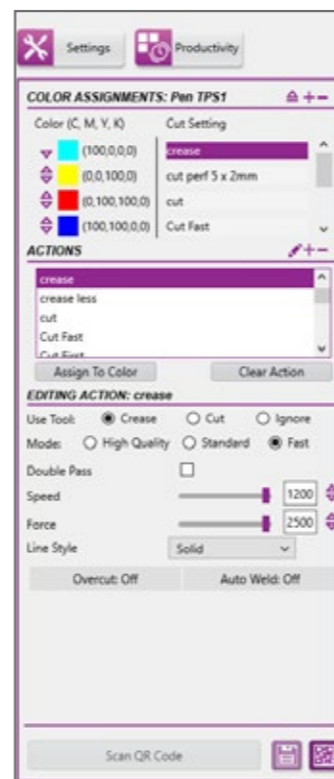 Settings Productivity
COLOR ASSIGNMENTS: Pen TPS1
Color (C, M, Y, K) Cut Setting
(100,0,0,0) crease
(0,0,100,0) cut perf 5 x 2mm
(0,100,100,0) cut
(100,100,0,0) Cut Fast
ACTIONS
crease
crease less
cut
Cut Fast
Cut First
Assign To Color Clear Action
EDITING ACTION: crease
Use Tool: Crease Cut Ignore
Mode: High Quality Standard Fast
Double Pass
Speed 1200
Force 2500
Line Style Solid
Overcut: Off Auto Weld: Off
Scan QR Code